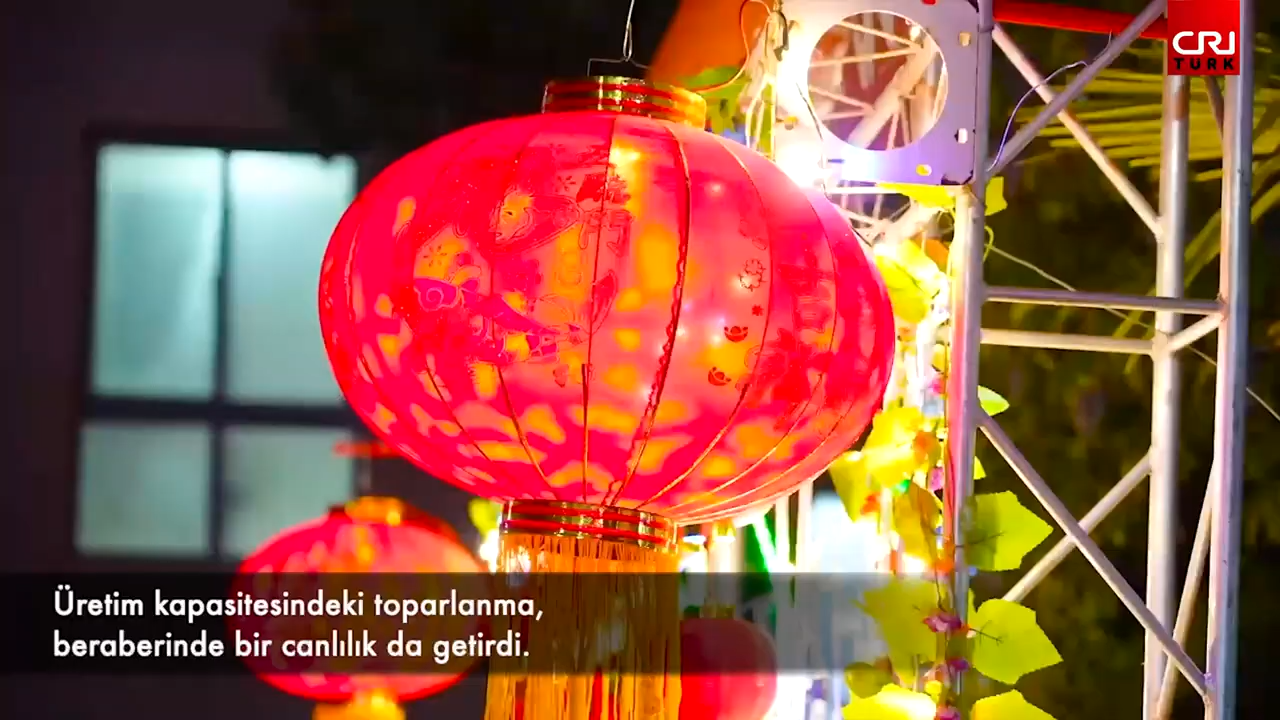 CRI
TURK
Üretim kapasitesindeki toparlanma,
beraberinde bir canlılık da getirdi.